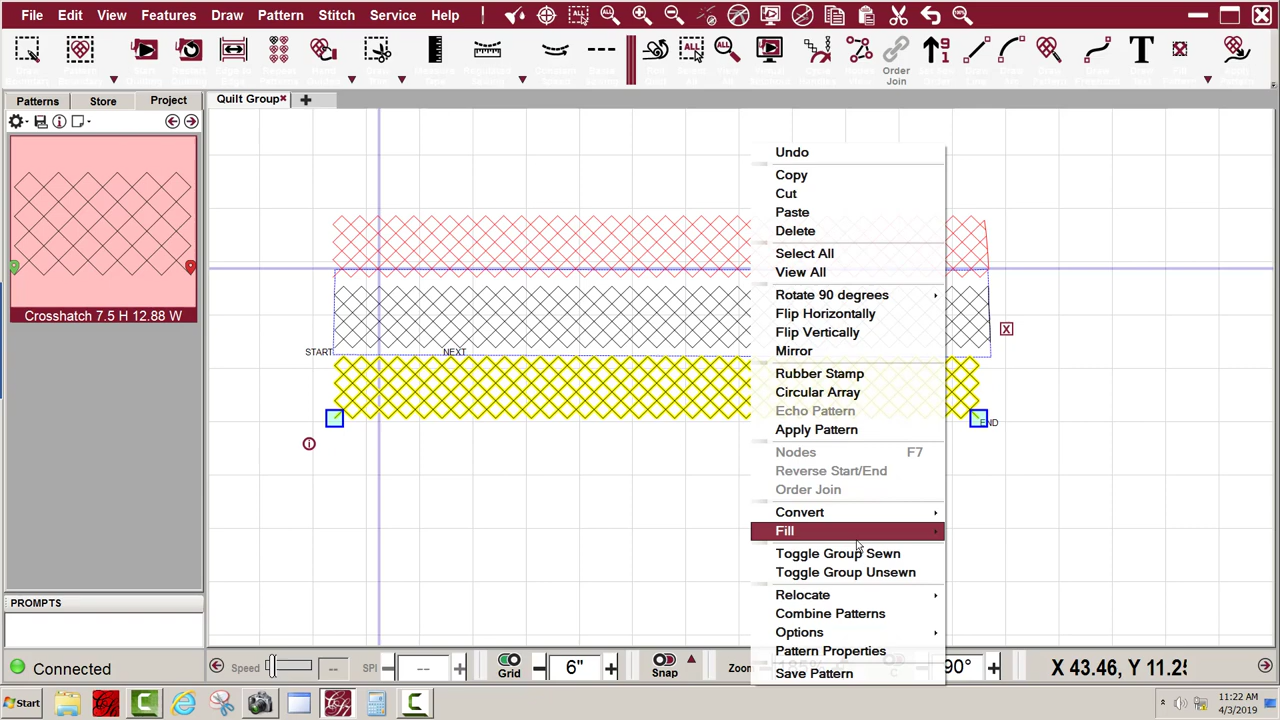 File Edit View Features Draw Pattern Stitch Service Help
ALL
ALL ALL
Order
Join
Patterns Store Project
Quilt Group
Crosshatch 7.5 H 12.88 W
START NEXT
END
X
Undo
Copy
Cut
Paste
Delete
Select All
View All
Rotate 90 degrees
Flip Horizontally
Flip Vertically
Mirror
Rubber Stamp
Circular Array
Echo Pattern
Apply Pattern
Nodes F7
Reverse Start/End
Order Join
Convert
Fill
Toggle Group Sewn
Toggle Group Unsewn
Relocate
Combine Patterns
Options
Pattern Properties
Save Pattern
PROMPTS
Connected
Speed -- SPI -- Grid 6" Snap Zoom 90° X 43.46, Y 11.25
Start
11:22 AM
4/3/2019